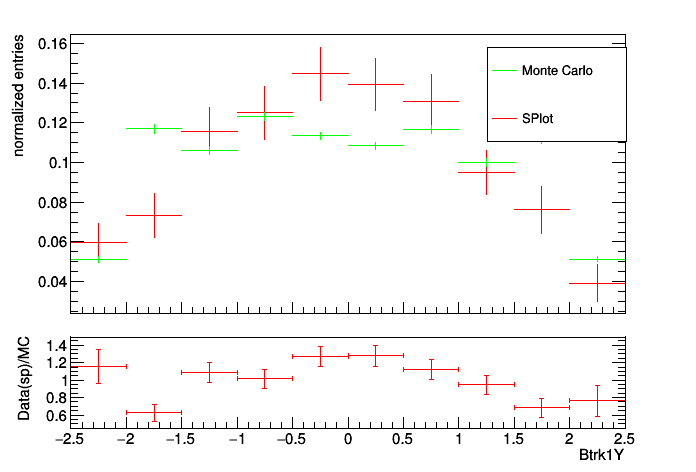 normalized entries
0.16
0.14
0.12
0.1
0.08
0.06
0.04
Monte Carlo
SPlot
Data(sp)/MC
1.4
1.2
1
0.8
0.6
−2.5 −2 −1.5 −1 −0.5 0 0.5 1 1.5 2 2.5
Btrk1Y